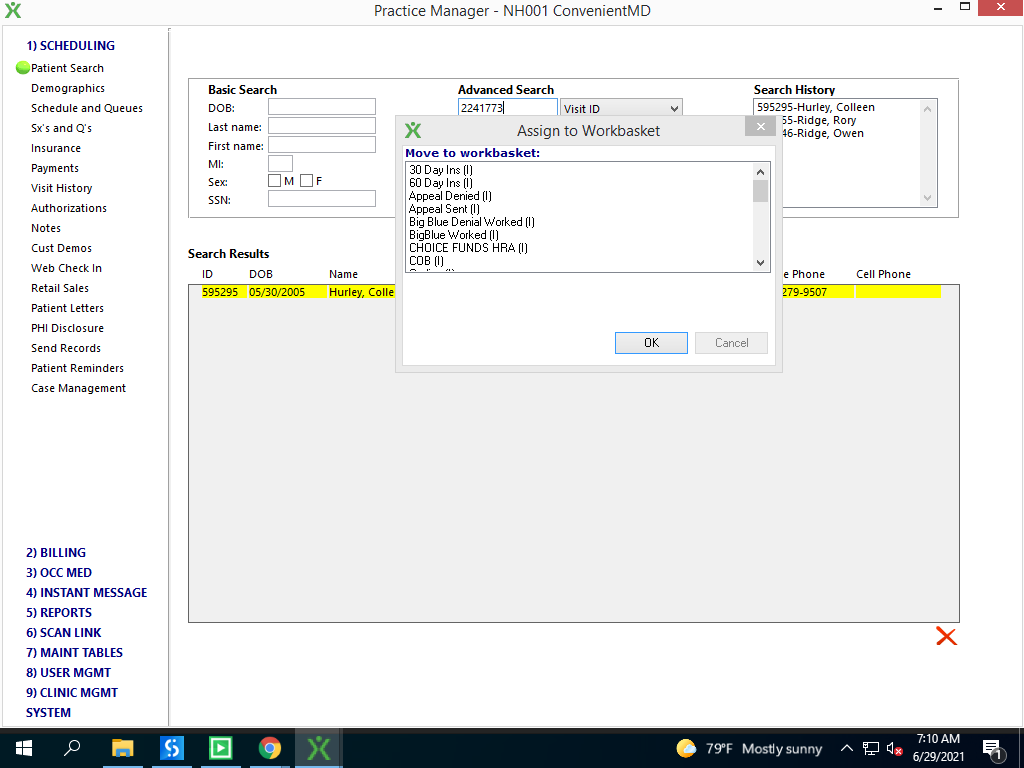 Practice Manager - NH001 ConvenientMD
1) SCHEDULING
Patient Search
Demographics
Schedule and Queues
Sx's and Q's
Insurance
Payments
Visit History
Authorizations
Notes
Cust Demos
Web Check In
Retail Sales
Patient Letters
PHI Disclosure
Send Records
Patient Reminders
Case Management
2) BILLING
3) OCC MED
4) INSTANT MESSAGE
5) REPORTS
6) SCAN LINK
7) MAINT TABLES
8) USER MGMT
9) CLINIC MGMT
SYSTEM
Basic Search
DOB:
Last name:
First name:
MI:
Sex: M F
SSN:
Advanced Search
2241773 Visit ID
Search History
595295-Hurley, Colleen
55-Ridge, Rory
46-Ridge, Owen
Assign to Workbasket
Move to workbasket:
30 Day Ins (I)
60 Day Ins (I)
Appeal Denied (I)
Appeal Sent (I)
Big Blue Denial Worked (I)
BigBlue Worked (I)
CHOICE FUNDS HRA (I)
COB (I)
OK Cancel
Search Results
ID DOB Name e Phone Cell Phone
595295 05/30/2005 Hurley, Colle 279-9507
79°F Mostly sunny
7:10 AM
6/29/2021
1